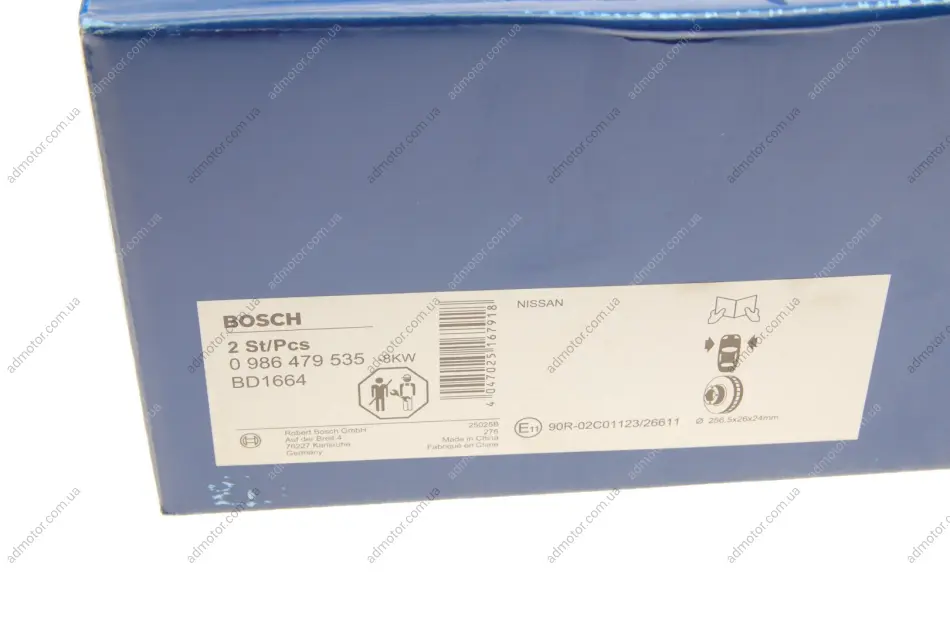 BOSCH
2 St/Pcs
0 986 479 535 -8KW
BD1664
4 047025 167918
NISSAN
Robert Bosch GmbH
Auf der Breit 4
76227 Karlsruhe
Germany
25025B
276
Made in China
Fabriqué en Chine
E11 90R-02C01123/26611
Ø 256,5x26x24mm
admotor.com.ua